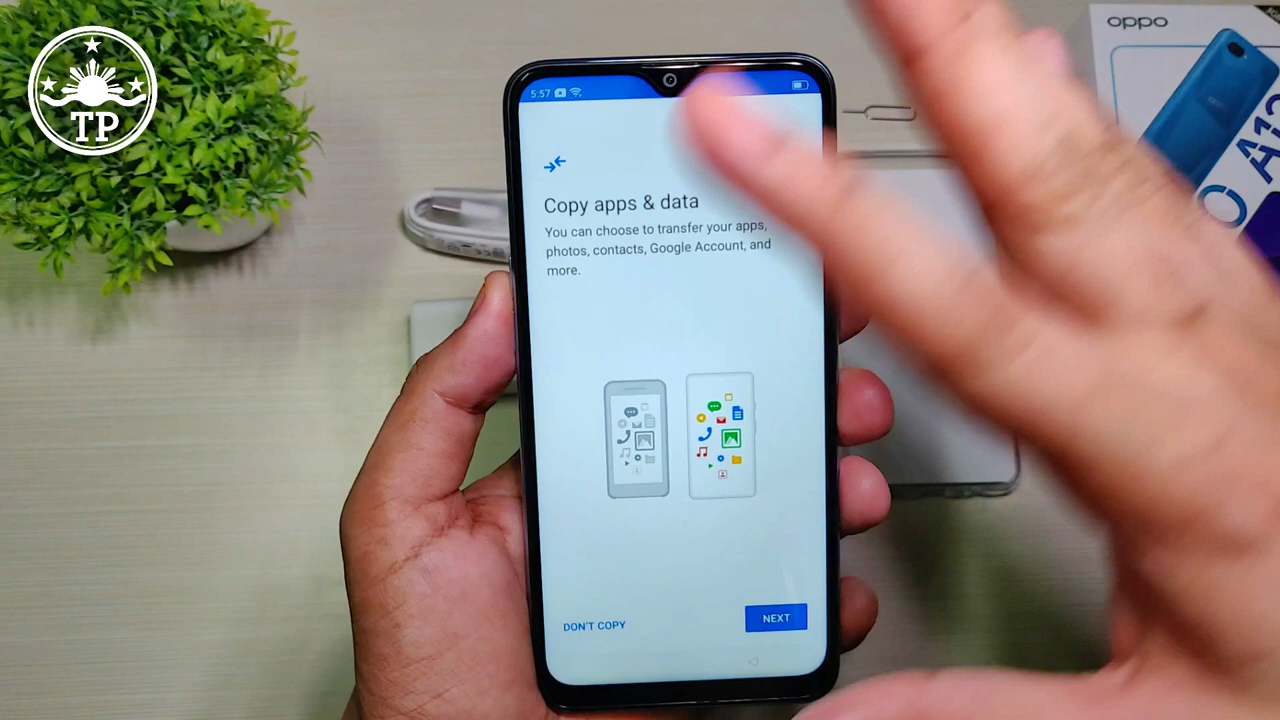 TP
oppo
5:57
Copy apps & data
You can choose to transfer your apps,
photos, contacts, Google Account, and
more.
DON'T COPY
NEXT